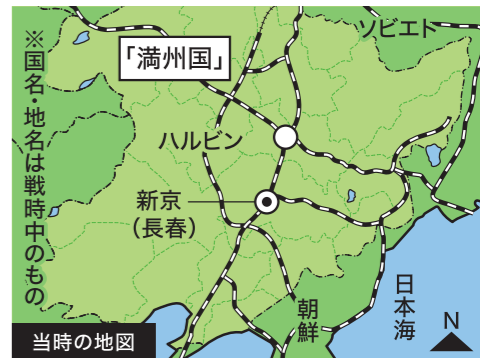 ※国名・地名は戦時中のもの
「満州国」
ソビエト
ハルビン
新京
(長春)
朝鮮
日本海
N
当時の地図